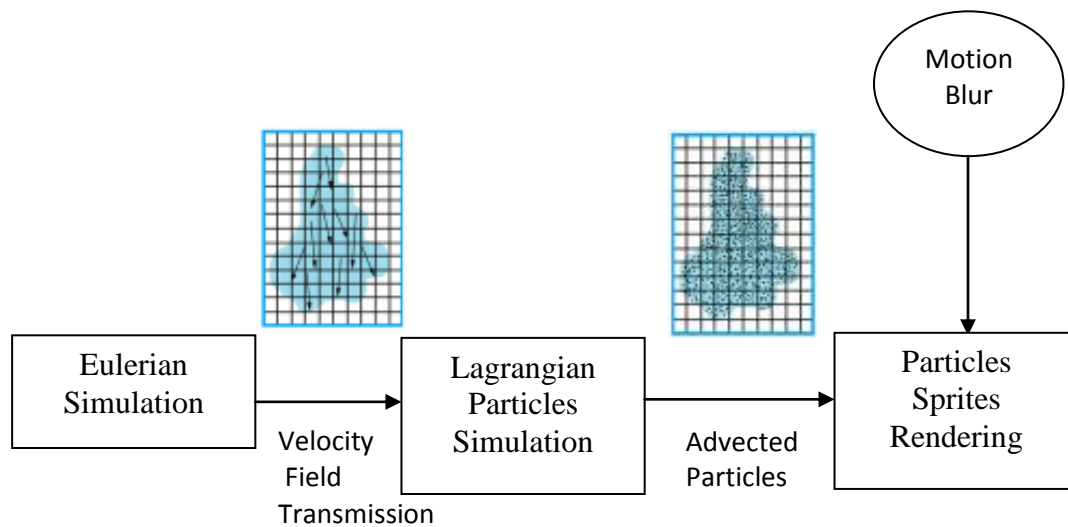 Motion
Blur
Eulerian
Simulation
Velocity
Field
Transmission
Lagrangian
Particles
Simulation
Advected
Particles
Particles
Sprites
Rendering